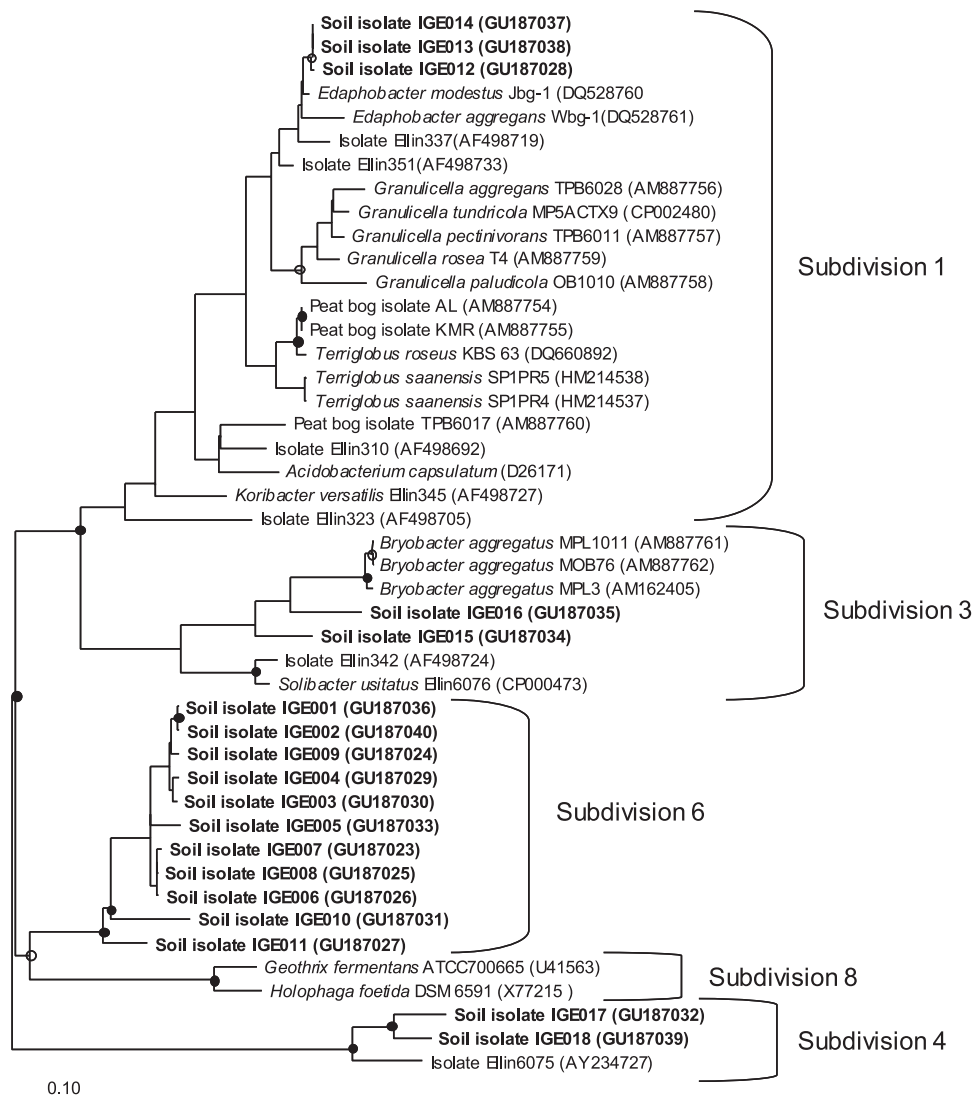 Soil isolate IGE014 (GU187037)
Soil isolate IGE013 (GU187038)
Soil isolate IGE012 (GU187028)
Edaphobacter modestus Jbg-1 (DQ528760
Edaphobacter aggregans Wbg-1(DQ528761)
Isolate Ellin337(AF498719)
Isolate Ellin351(AF498733)
Granulicella aggregans TPB6028 (AM887756)
Granulicella tundricola MP5ACTX9 (CP002480)
Granulicella pectinivorans TPB6011 (AM887757)
Granulicella rosea T4 (AM887759)
Granulicella paludicola OB1010 (AM887758)
Peat bog isolate AL (AM887754)
Peat bog isolate KMR (AM887755)
Terriglobus roseus KBS 63 (DQ660892)
Terriglobus saanensis SP1PR5 (HM214538)
Terriglobus saanensis SP1PR4 (HM214537)
Peat bog isolate TPB6017 (AM887760)
Isolate Ellin310 (AF498692)
Acidobacterium capsulatum (D26171)
Koribacter versatilis Ellin345 (AF498727)
Isolate Ellin323 (AF498705)
Subdivision 1
Bryobacter aggregatus MPL1011 (AM887761)
Bryobacter aggregatus MOB76 (AM887762)
Bryobacter aggregatus MPL3 (AM162405)
Soil isolate IGE016 (GU187035)
Soil isolate IGE015 (GU187034)
Isolate Ellin342 (AF498724)
Solibacter usitatus Ellin6076 (CP000473)
Subdivision 3
Soil isolate IGE001 (GU187036)
Soil isolate IGE002 (GU187040)
Soil isolate IGE009 (GU187024)
Soil isolate IGE004 (GU187029)
Soil isolate IGE003 (GU187030)
Soil isolate IGE005 (GU187033)
Soil isolate IGE007 (GU187023)
Soil isolate IGE008 (GU187025)
Soil isolate IGE006 (GU187026)
Soil isolate IGE010 (GU187031)
Soil isolate IGE011 (GU187027)
Subdivision 6
Geothrix fermentans ATCC700665 (U41563)
Holophaga foetida DSM 6591 (X77215 )
Subdivision 8
Soil isolate IGE017 (GU187032)
Soil isolate IGE018 (GU187039)
Isolate Ellin6075 (AY234727)
Subdivision 4
0.10